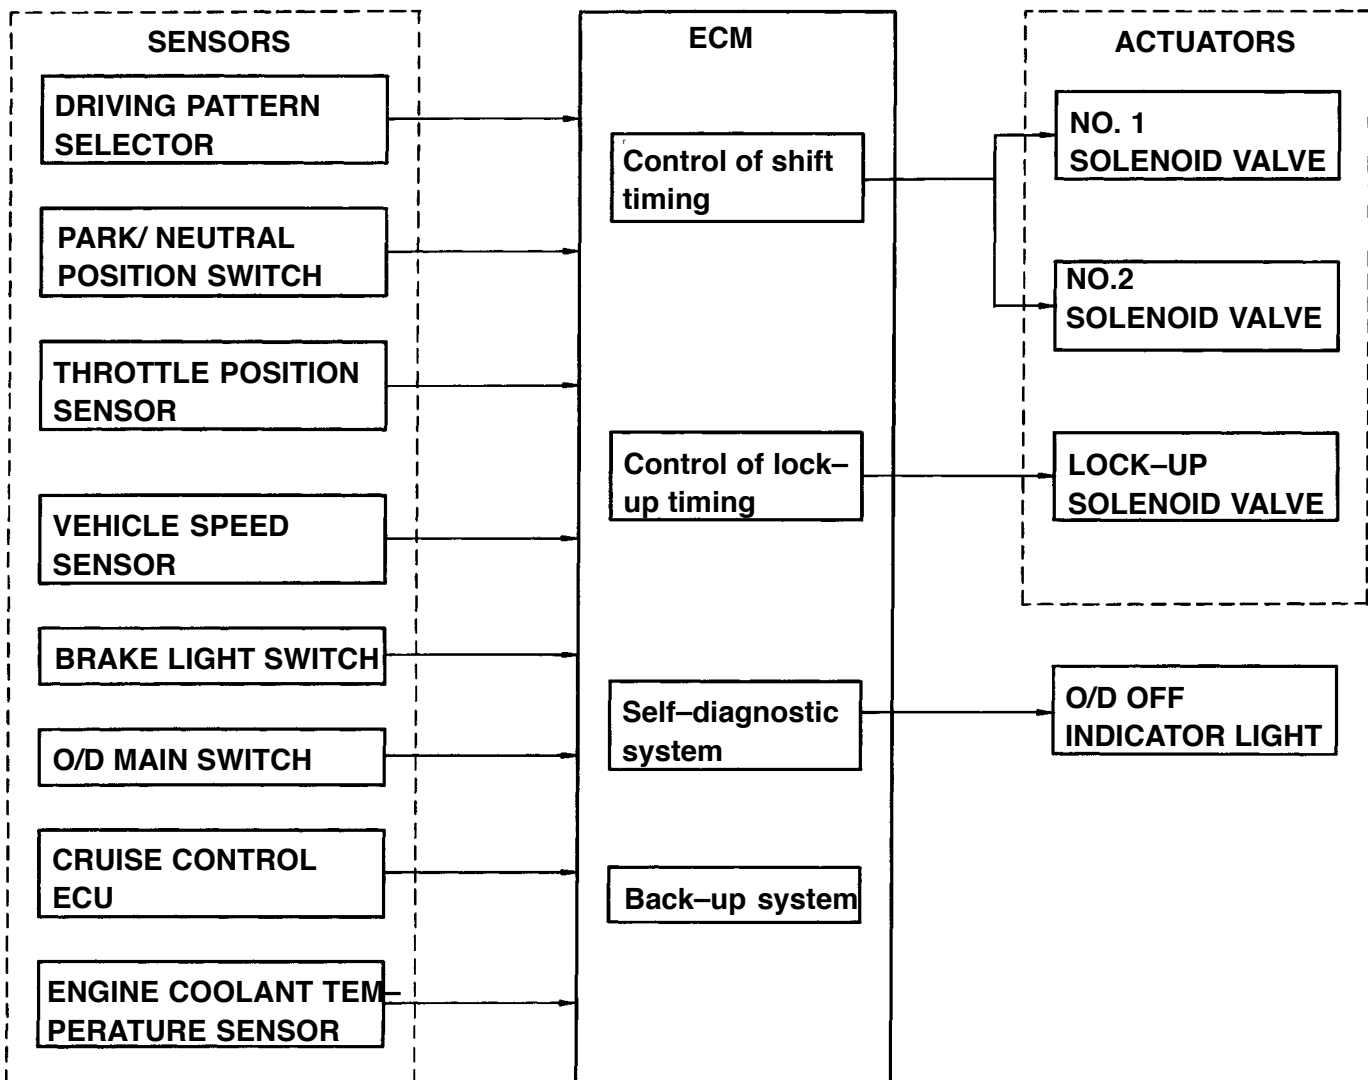 SENSORS
DRIVING PATTERN
SELECTOR
PARK/ NEUTRAL
POSITION SWITCH
THROTTLE POSITION
SENSOR
VEHICLE SPEED
SENSOR
BRAKE LIGHT SWITCH
O/D MAIN SWITCH
CRUISE CONTROL
ECU
ENGINE COOLANT TEM–
PERATURE SENSOR
ECM
Control of shift
timing
Control of lock–
up timing
Self–diagnostic
system
Back–up system
ACTUATORS
NO. 1
SOLENOID VALVE
NO.2
SOLENOID VALVE
LOCK–UP
SOLENOID VALVE
O/D OFF
INDICATOR LIGHT